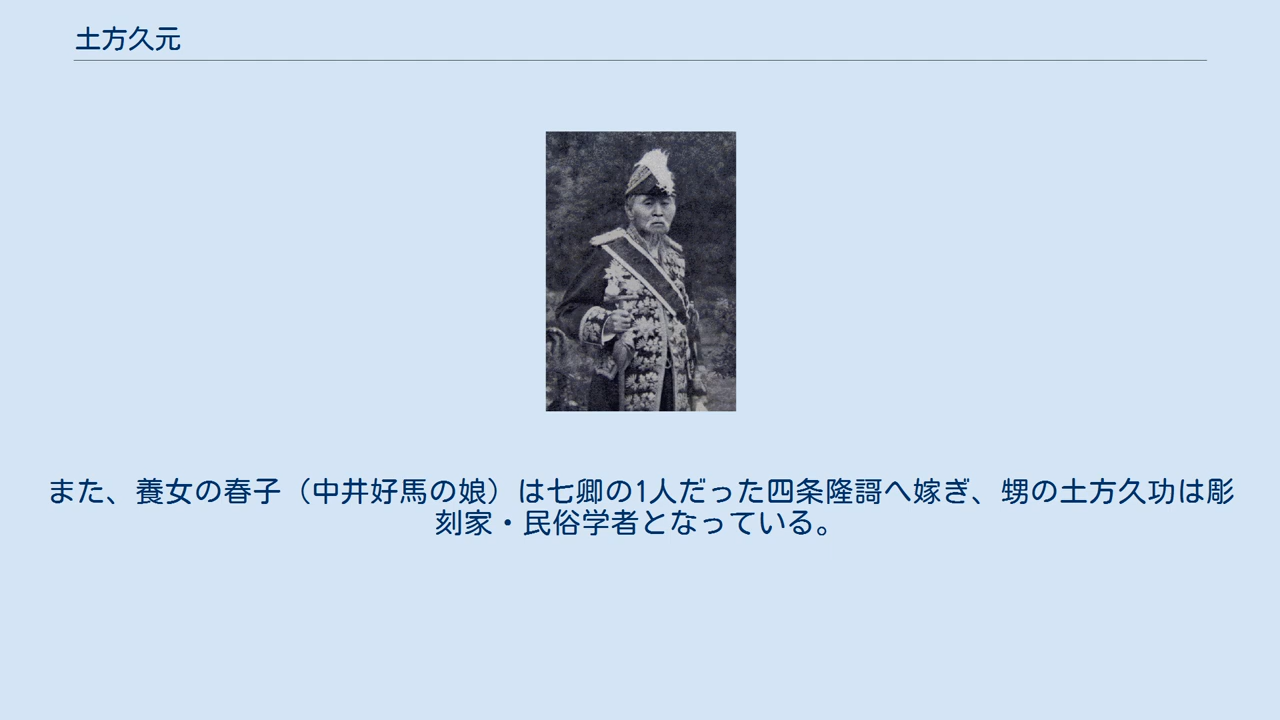 土方久元
また、養女の春子（中井好馬の娘）は七卿の1人だった四条隆謌へ嫁ぎ、甥の土方久功は彫
刻家・民俗学者となっている。